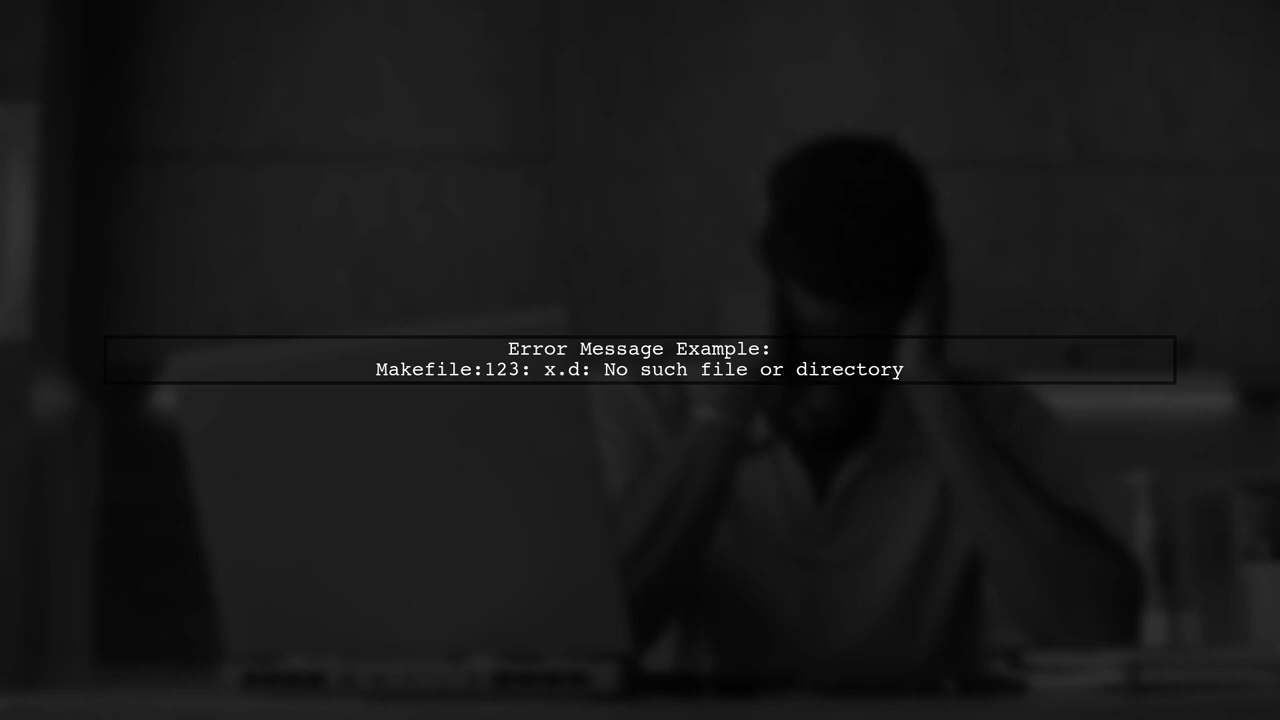 Error Message Example:
Makefile:123: x.d: No such file or directory